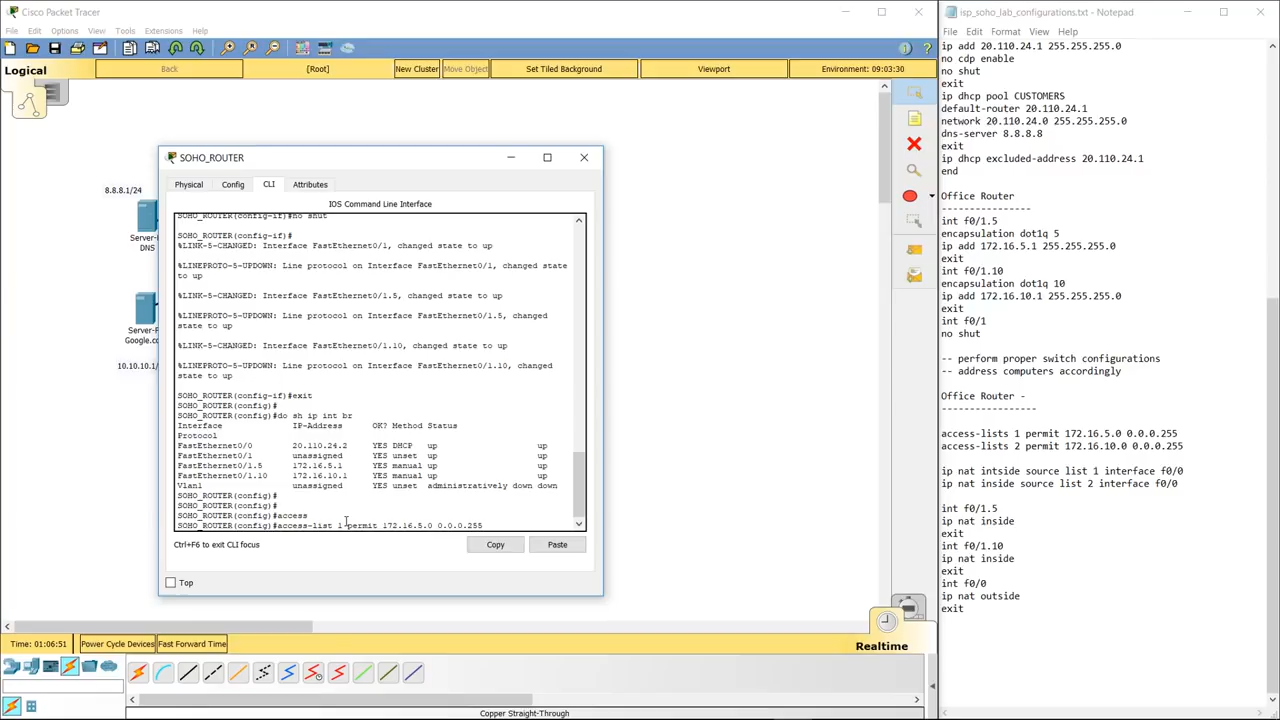 Cisco Packet Tracer
File Edit Options View Tools Extensions Help
Logical
Back
[Root]
New Cluster
Move Object
Set Tiled Background
Viewport
Environment: 09:03:30
8.8.8.1/24
DNS
Google.co
10.10.10.1/
SOHO_ROUTER
Physical
Config
CLI
Attributes
IOS Command Line Interface
SOHO_ROUTER(config-if)#no shut
SOHO_ROUTER(config-if)#
%LINK-5-CHANGED: Interface FastEthernet0/1, changed state to up
%LINEPROTO-5-UPDOWN: Line protocol on Interface FastEthernet0/1, changed state
to up
%LINK-5-CHANGED: Interface FastEthernet0/1.5, changed state to up
%LINEPROTO-5-UPDOWN: Line protocol on Interface FastEthernet0/1.5, changed
state to up
%LINK-5-CHANGED: Interface FastEthernet0/1.10, changed state to up
%LINEPROTO-5-UPDOWN: Line protocol on Interface FastEthernet0/1.10, changed
state to up
SOHO_ROUTER(config-if)#exit
SOHO_ROUTER(config)#
SOHO_ROUTER(config)#do sh ip int br
Interface IP-Address OK? Method Status
Protocol
FastEthernet0/0 20.110.24.2 YES DHCP up up
FastEthernet0/1 unassigned YES unset up up
FastEthernet0/1.5 172.16.5.1 YES manual up up
FastEthernet0/1.10 172.16.10.1 YES manual up up
Vlan1 unassigned YES unset administratively down down
SOHO_ROUTER(config)#
SOHO_ROUTER(config)#
SOHO_ROUTER(config)#access
SOHO_ROUTER(config)#access-list 1 permit 172.16.5.0 0.0.0.255
Ctrl+F6 to exit CLI focus
Copy
Paste
Top
Time: 01:06:51
Power Cycle Devices
Fast Forward Time
Realtime
Copper Straight-Through
isp_soho_lab_configurations.txt - Notepad
File Edit Format View Help
ip add 20.110.24.1 255.255.255.0
no cdp enable
no shut
exit
ip dhcp pool CUSTOMERS
default-router 20.110.24.1
network 20.110.24.0 255.255.255.0
dns-server 8.8.8.8
exit
ip dhcp excluded-address 20.110.24.1
end
Office Router
----------------
int f0/1.5
encapsulation dot1q 5
ip add 172.16.5.1 255.255.255.0
exit
int f0/1.10
encapsulation dot1q 10
ip add 172.16.10.1 255.255.255.0
exit
int f0/1
no shut
-- perform proper switch configurations
-- address computers accordingly
Office Router -
-----------------
access-lists 1 permit 172.16.5.0 0.0.0.255
access-lists 2 permit 172.16.10.0 0.0.0.255
ip nat intside source list 1 interface f0/0
ip nat inside source list 2 interface f0/0
int f0/1.5
ip nat inside
exit
int f0/1.10
ip nat inside
exit
int f0/0
ip nat outside
exit